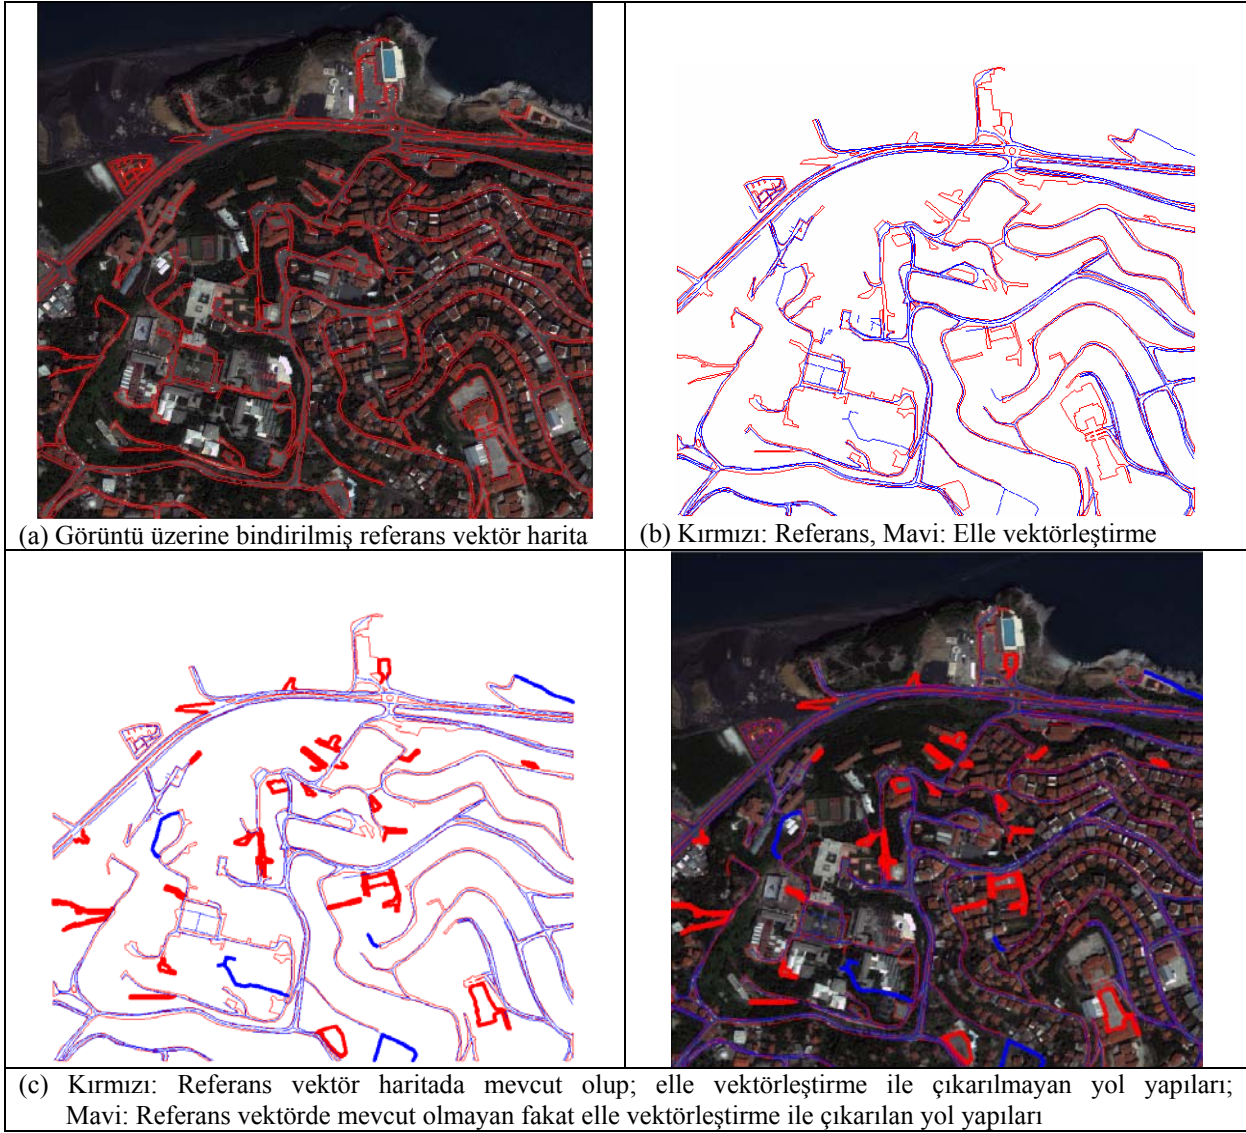 (a) Görüntü üzerine bindirilmiş referans vektör harita
(b) Kırmızı: Referans, Mavi: Elle vektörleştirme
(c) Kırmızı: Referans vektör haritada mevcut olup; elle vektörleştirme ile çıkarılmayan yol yapıları;
Mavi: Referans vektörde mevcut olmayan fakat elle vektörleştirme ile çıkarılan yol yapıları